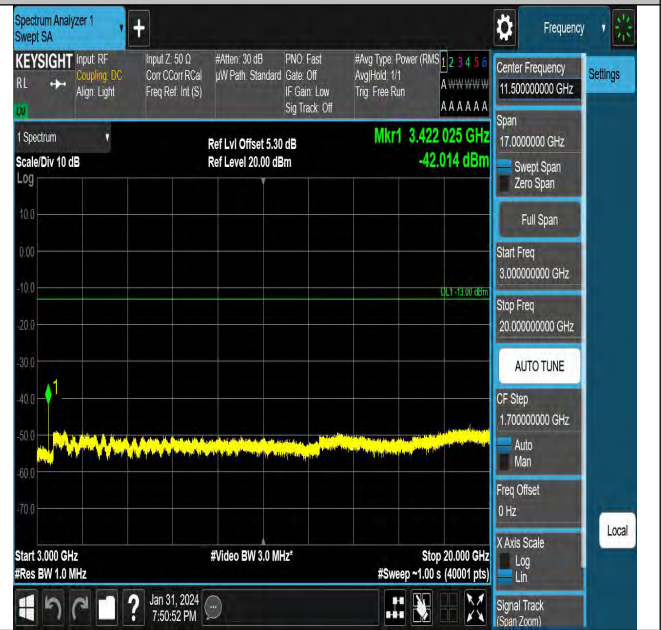 Spectrum Analyzer 1
Swept SA
+
Frequency
KEYSIGHT
RL
Input: RF
Coupling: DC
Align: Light
Input Z: 50 Ω
Corr CCorr RCal
Freq Ref: Int (S)
#Atten: 30 dB
µW Path: Standard
PNO: Fast
Gate: Off
IF Gain: Low
Sig Track: Off
#Avg Type: Power (RMS
Avg|Hold: 1/1
Trig: Free Run
1 2 3 4 5 6
A W W W W W
A A A A A A
1 Spectrum
Scale/Div 10 dB
Log
Ref Lvl Offset 5.30 dB
Ref Level 20.00 dBm
Mkr1 3.422 025 GHz
-42.014 dBm
10.0
0.00
-10.0
-20.0
-30.0
-40.0
-50.0
-60.0
-70.0
DL1 -13.00 dBm
1
Start 3.000 GHz
#Res BW 1.0 MHz
#Video BW 3.0 MHz*
Stop 20.000 GHz
#Sweep ~1.00 s (40001 pts)
Center Frequency
11.500000000 GHz
Span
17.0000000 GHz
Swept Span
Zero Span
Full Span
Start Freq
3.000000000 GHz
Stop Freq
20.000000000 GHz
AUTO TUNE
CF Step
1.700000000 GHz
Auto
Man
Freq Offset
0 Hz
X Axis Scale
Log
Lin
Signal Track
(Span Zoom)
Settings
Local
?
Jan 31, 2024
7:50:52 PM